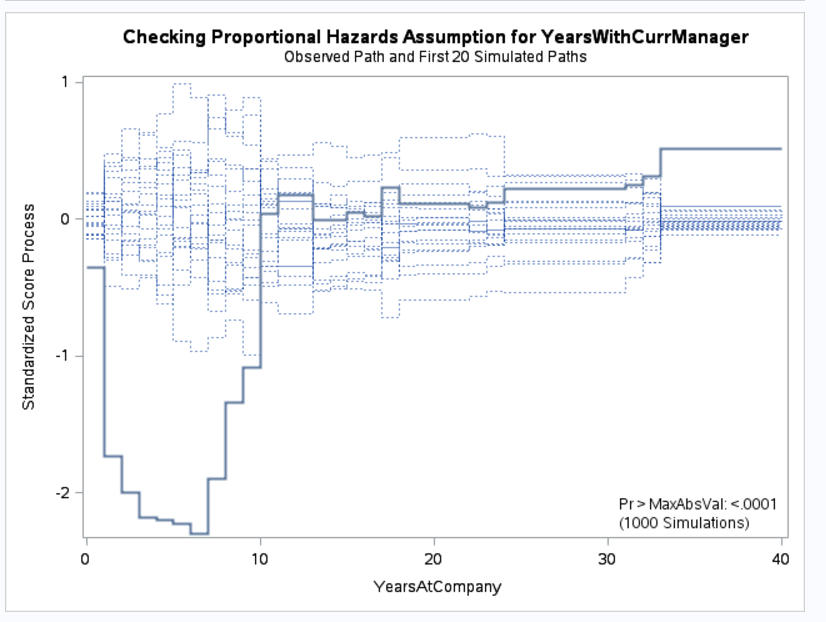 Checking Proportional Hazards Assumption for YearsWithCurrManager
Observed Path and First 20 Simulated Paths
Standardized Score Process
1
0
-1
-2
Pr > MaxAbsVal: <.0001
(1000 Simulations)
0 10 20 30 40
YearsAtCompany